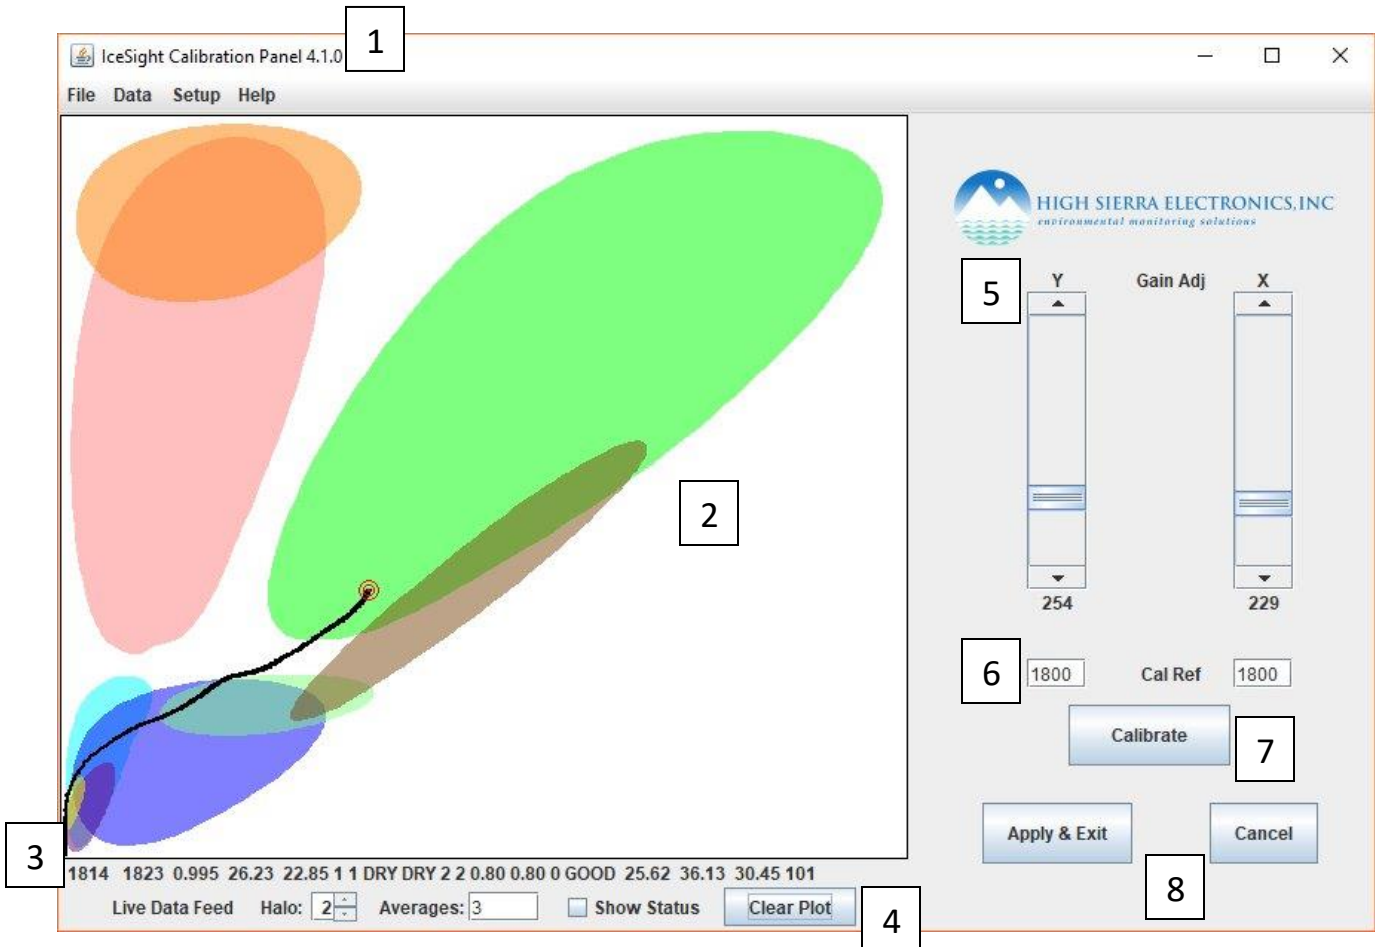 1
IceSight Calibration Panel 4.1.0
File Data Setup Help
HIGH SIERRA ELECTRONICS, INC
environmental monitoring solutions
5
Y Gain Adj X
2
254 229
6
1800 Cal Ref 1800
Calibrate
7
Apply & Exit Cancel
3
1814 1823 0.995 26.23 22.85 1 1 DRY DRY 2 2 0.80 0.80 0 GOOD 25.62 36.13 30.45 101
8
Live Data Feed Halo: 2 Averages: 3 Show Status Clear Plot
4